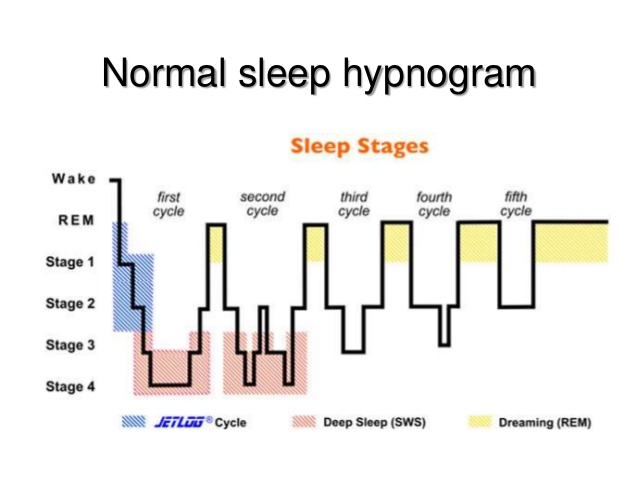 Normal sleep hypnogram
Sleep Stages
Wake
first
cycle
second
cycle
third
cycle
fourth
cycle
fifth
cycle
REM
Stage 1
Stage 2
Stage 3
Stage 4
JETLOG® Cycle
Deep Sleep (SWS)
Dreaming (REM)